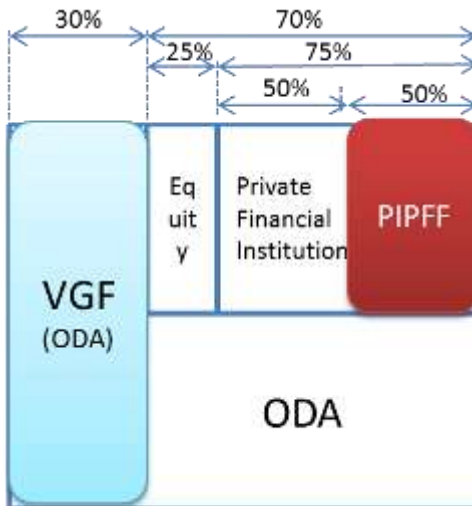 30% 70%
25% 75%
50% 50%
Eq
uit
y
Private
Financial
Institution
PIPFF
VGF
(ODA)
ODA